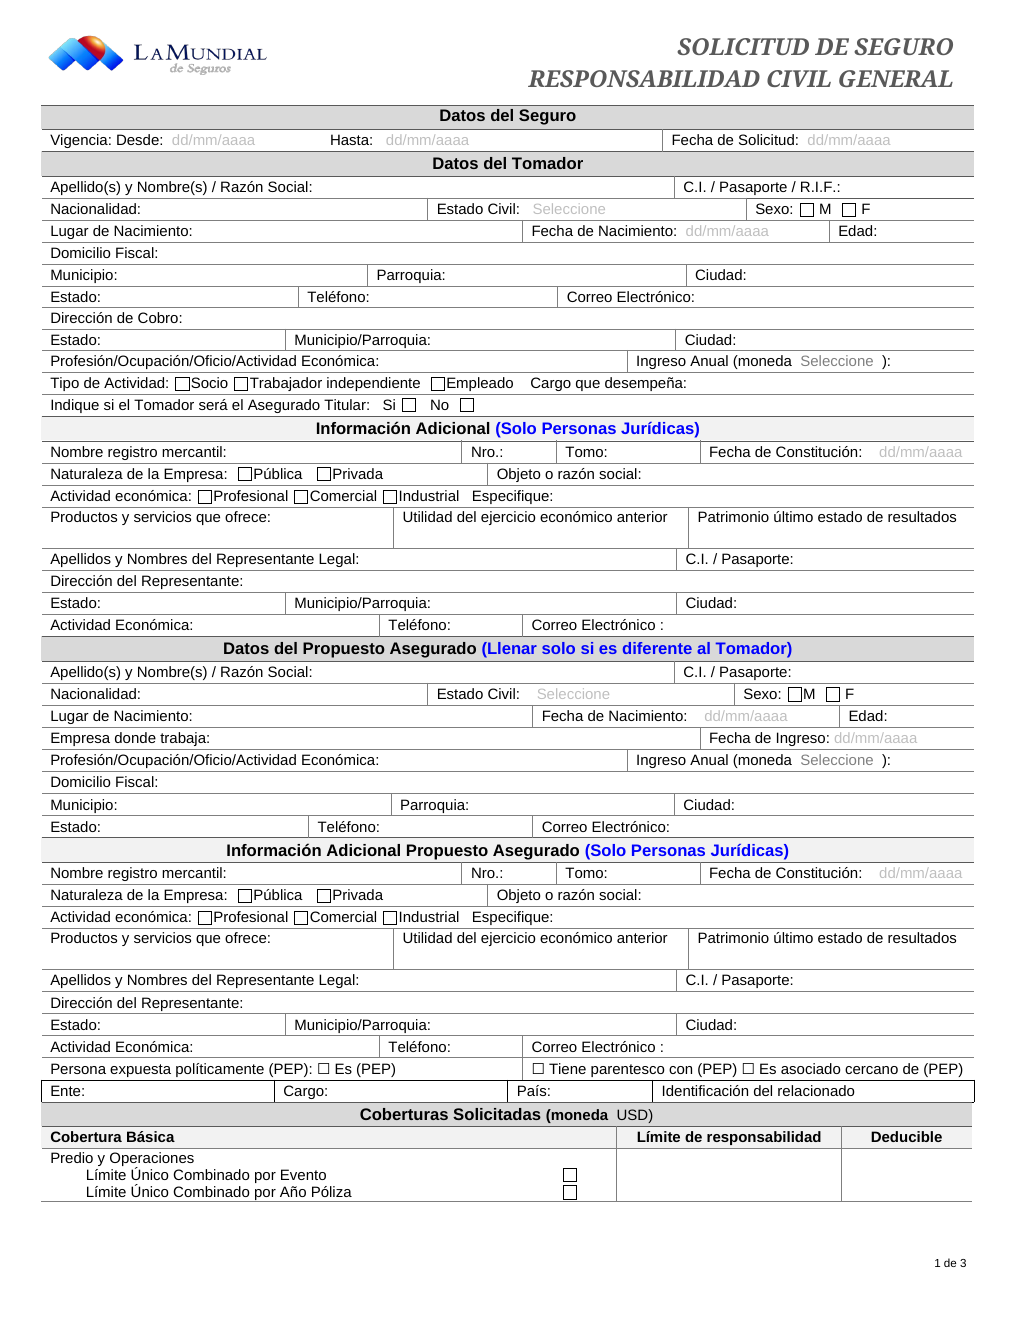 LA MUNDIAL
de Seguros
SOLICITUD DE SEGURO
RESPONSABILIDAD CIVIL GENERAL
Datos del Seguro
Vigencia: Desde: dd/mm/aaaa Hasta: dd/mm/aaaa Fecha de Solicitud: dd/mm/aaaa
Datos del Tomador
Apellido(s) y Nombre(s) / Razón Social: C.I. / Pasaporte / R.I.F.:
Nacionalidad: Estado Civil: Seleccione Sexo: ☐ M ☐ F
Lugar de Nacimiento: Fecha de Nacimiento: dd/mm/aaaa Edad:
Domicilio Fiscal:
Municipio: Parroquia: Ciudad:
Estado: Teléfono: Correo Electrónico:
Dirección de Cobro:
Estado: Municipio/Parroquia: Ciudad:
Profesión/Ocupación/Oficio/Actividad Económica: Ingreso Anual (moneda Seleccione ):
Tipo de Actividad: ☐Socio ☐Trabajador independiente ☐Empleado Cargo que desempeña:
Indique si el Tomador será el Asegurado Titular: Si ☐ No ☐
Información Adicional (Solo Personas Jurídicas)
Nombre registro mercantil: Nro.: Tomo: Fecha de Constitución: dd/mm/aaaa
Naturaleza de la Empresa: ☐Pública ☐Privada Objeto o razón social:
Actividad económica: ☐Profesional ☐Comercial ☐Industrial Especifique:
Productos y servicios que ofrece: Utilidad del ejercicio económico anterior Patrimonio último estado de resultados
Apellidos y Nombres del Representante Legal: C.I. / Pasaporte:
Dirección del Representante:
Estado: Municipio/Parroquia: Ciudad:
Actividad Económica: Teléfono: Correo Electrónico :
Datos del Propuesto Asegurado (Llenar solo si es diferente al Tomador)
Apellido(s) y Nombre(s) / Razón Social: C.I. / Pasaporte:
Nacionalidad: Estado Civil: Seleccione Sexo: ☐M ☐ F
Lugar de Nacimiento: Fecha de Nacimiento: dd/mm/aaaa Edad:
Empresa donde trabaja: Fecha de Ingreso: dd/mm/aaaa
Profesión/Ocupación/Oficio/Actividad Económica: Ingreso Anual (moneda Seleccione ):
Domicilio Fiscal:
Municipio: Parroquia: Ciudad:
Estado: Teléfono: Correo Electrónico:
Información Adicional Propuesto Asegurado (Solo Personas Jurídicas)
Nombre registro mercantil: Nro.: Tomo: Fecha de Constitución: dd/mm/aaaa
Naturaleza de la Empresa: ☐Pública ☐Privada Objeto o razón social:
Actividad económica: ☐Profesional ☐Comercial ☐Industrial Especifique:
Productos y servicios que ofrece: Utilidad del ejercicio económico anterior Patrimonio último estado de resultados
Apellidos y Nombres del Representante Legal: C.I. / Pasaporte:
Dirección del Representante:
Estado: Municipio/Parroquia: Ciudad:
Actividad Económica: Teléfono: Correo Electrónico :
Persona expuesta políticamente (PEP): ☐ Es (PEP) ☐ Tiene parentesco con (PEP) ☐ Es asociado cercano de (PEP)
Ente: Cargo: País: Identificación del relacionado
Coberturas Solicitadas (moneda USD)
Cobertura Básica Límite de responsabilidad Deducible
Predio y Operaciones
Límite Único Combinado por Evento ☐
Límite Único Combinado por Año Póliza ☐
1 de 3